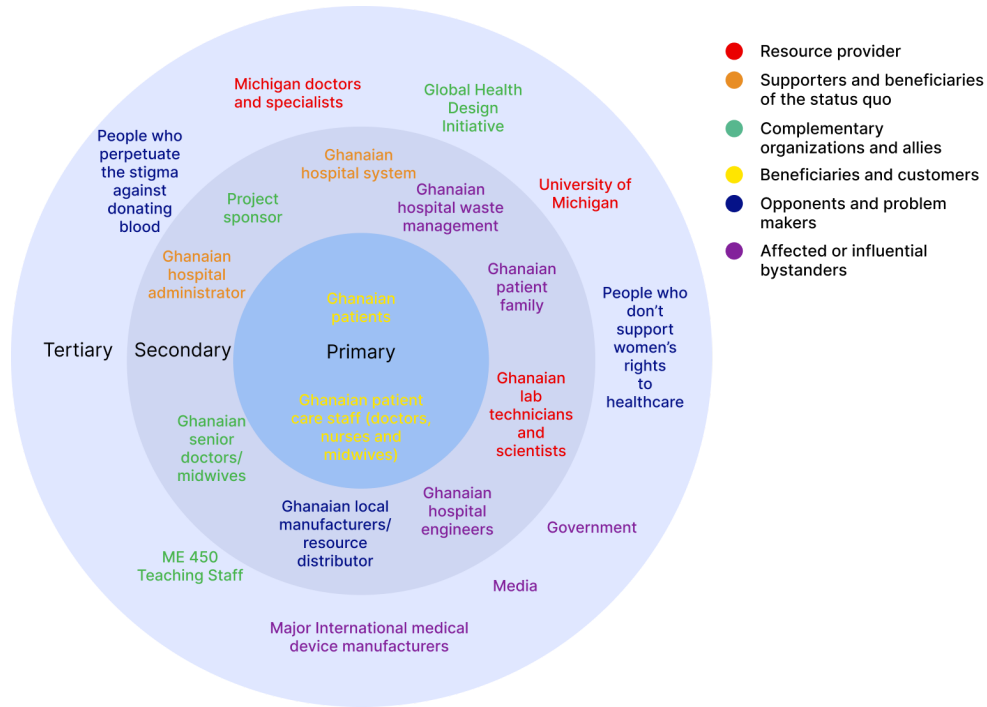 Michigan doctors
and specialists
Global Health
Design
Initiative
People who
perpetuate
the stigma
against
donating
blood
Ghanaian
hospital system
Project
sponsor
Ghanaian
hospital waste
management
University of
Michigan
Ghanaian
hospital
administrator
Ghanaian
patient
family
Ghanaian
patients
People who
don’t
support
women’s
rights
to
healthcare
Tertiary
Secondary
Primary
Ghanaian
lab
technicians
and
scientists
Ghanaian patient
care staff (doctors,
nurses and
midwives)
Ghanaian
senior
doctors/
midwives
Ghanaian local
manufacturers/
resource
distributor
Ghanaian
hospital
engineers
Government
ME 450
Teaching Staff
Media
Major International medical
device manufacturers
Resource provider
Supporters and beneficiaries
of the status quo
Complementary
organizations and allies
Beneficiaries and customers
Opponents and problem
makers
Affected or influential
bystanders